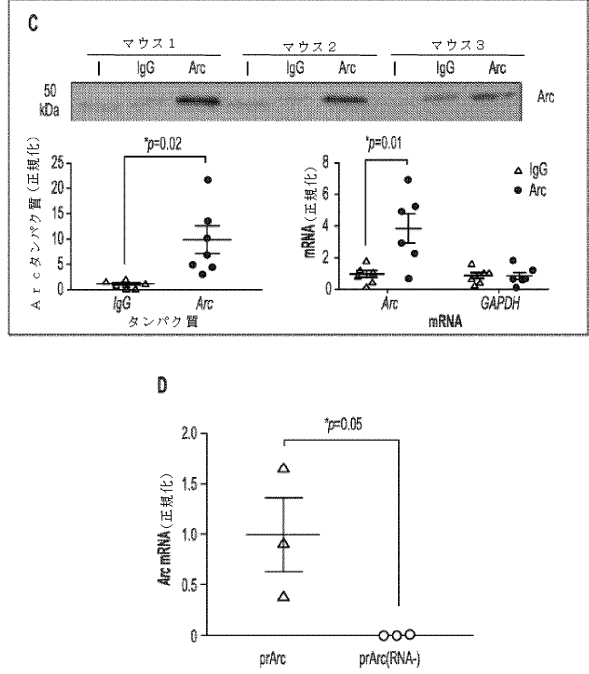 C
マウス1 マウス2 マウス3
I IgG Arc I IgG Arc I IgG Arc
50 kDa
Arc
*p=0.02
Arcタンパク質(正規化)
25
20
15
10
5
0
IgG Arc
タンパク質
*p=0.01
IgG
Arc
mRNA(正規化)
8
6
4
2
0
Arc GAPDH
mRNA
D
*p=0.05
Arc mRNA(正規化)
2.0
1.5
1.0
0.5
0
prArc prArc(RNA-)